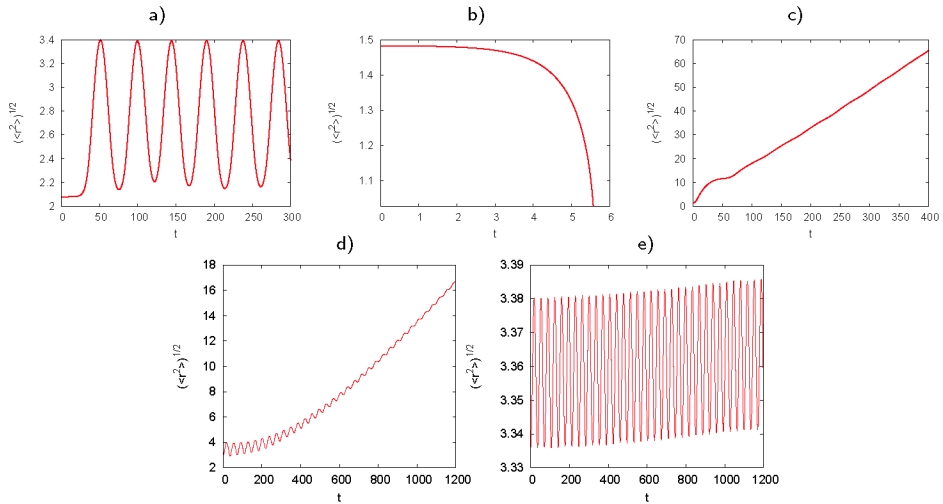 a)
b)
c)
3.4
3.2
3
2.8
2.6
2.4
2.2
2
(<r²>)^1/2
0 50 100 150 200 250 300
t
1.5
1.4
1.3
1.2
1.1
(<r²>)^1/2
0 1 2 3 4 5 6
t
70
60
50
40
30
20
10
0
(<r²>)^1/2
0 50 100 150 200 250 300 350 400
t
d)
e)
18
16
14
12
10
8
6
4
2
(<r²>)^1/2
0 200 400 600 800 1000 1200
t
3.39
3.38
3.37
3.36
3.35
3.34
3.33
(<r²>)^1/2
0 200 400 600 800 1000 1200
t